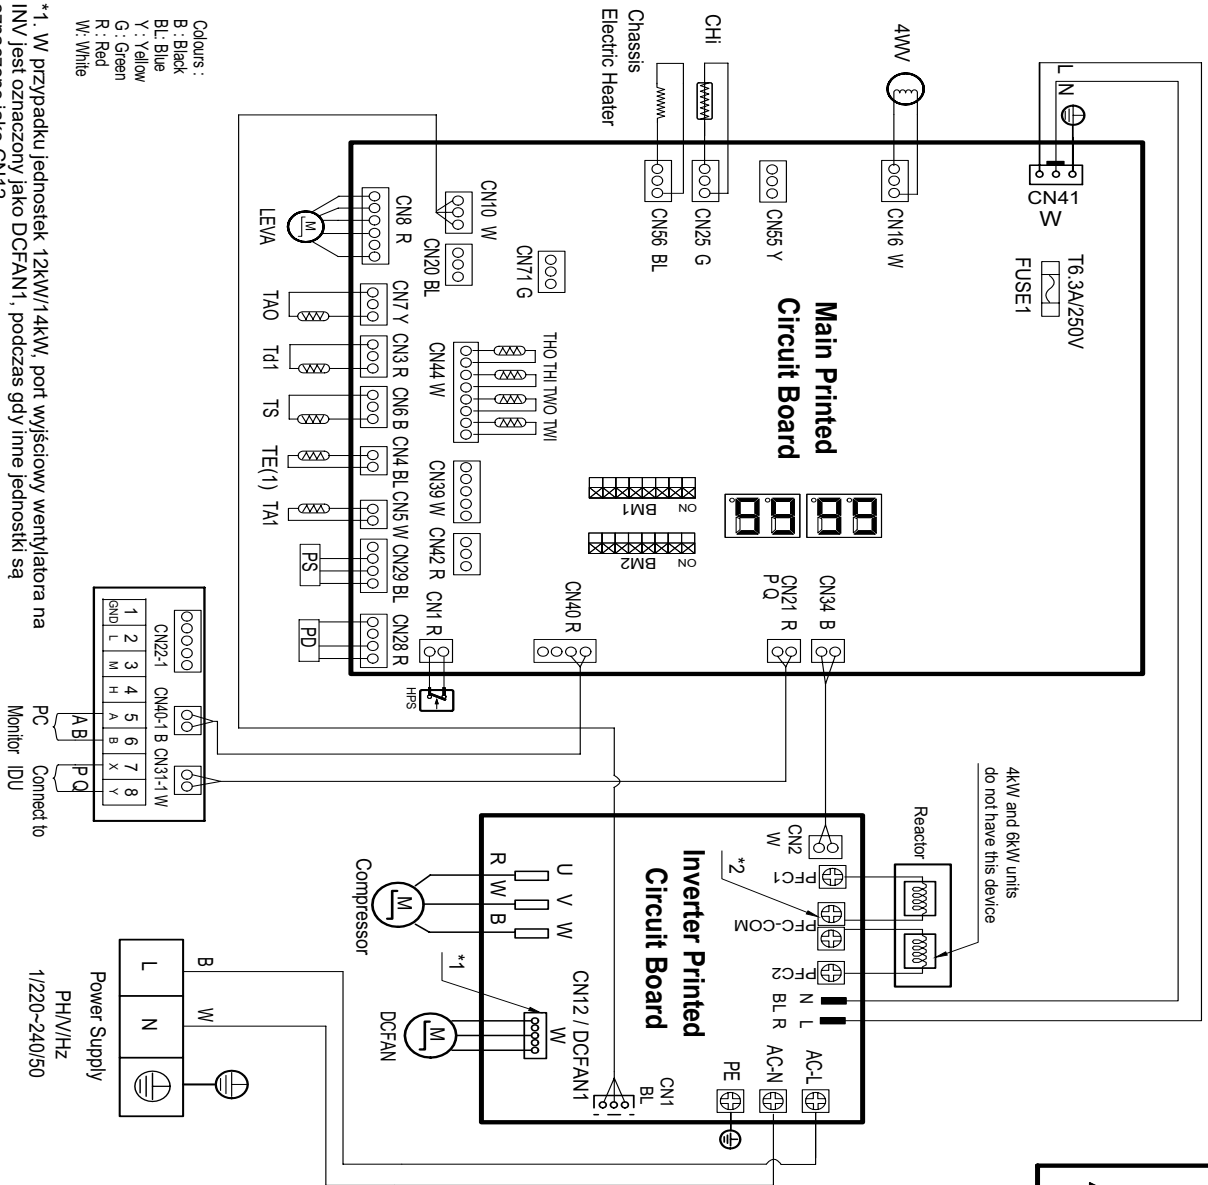 L
N
CN41
W
T6.3A/250V
FUSE1
4WV
CN16 W
CN55 Y
CHi
CN25 G
Chassis
Electric Heater
CN56 BL
Main Printed
Circuit Board
CN71 G
CN10 W
CN20 BL
CN8 R
LEVA
M
CN7 Y
TAO
CN3 R
Td1
CN6 B
TS
CN4 BL
TE(1)
CN5 W
TA1
CN29 BL
PS
CN28 R
PD
CN44 W
THO THI TWO TWI
CN39 W
CN42 R
CN1 R
HPS
BM1
ON
BM2
ON
CN40 R
CN21 R
P Q
CN34 B
CN22-1
CN40-1 B
CN31-1 W
1 2 3 4 5 6 7 8
GND L M H A B X Y
A B
P Q
PC
Monitor
Connect to
IDU
4kW and 6kW units
do not have this device
Reactor
CN2
W
PFC1
PFC-COM
PFC2
*2
N
L
BL R
AC-L
AC-N
PE
Inverter Printed
Circuit Board
U V W
R W B
M
Compressor
*1
W
CN12 / DCFAN1
M
DCFAN
CN1
BL
B
W
L
N
Power Supply
PH/V/Hz
1/220~240/50
Colours :
B : Black
BL: Blue
Y : Yellow
G : Green
R : Red
W: White
*1. W przypadku jednostek 12kW/14kW, port wyjściowy wentylatora na
INV jest oznaczony jako DCFAN1, podczas gdy inne jednostki są